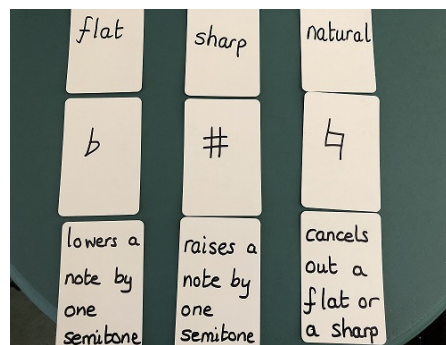 flat
sharp
natural
♭
#
♮
lowers a
note by
one
semitone
raises a
note by
one
semitone
cancels
out a
flat or
a sharp